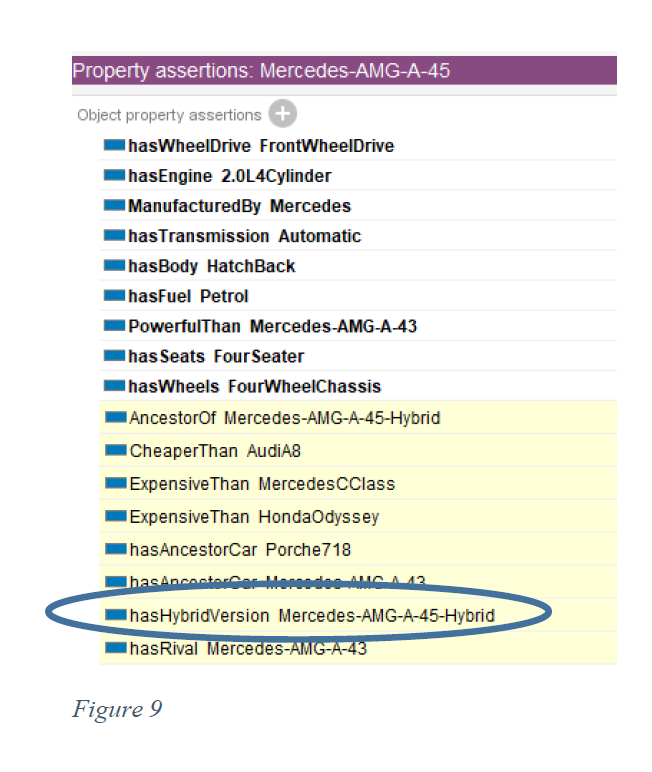 Property assertions: Mercedes-AMG-A-45
Object property assertions
hasWheelDrive FrontWheelDrive
hasEngine 2.0L4Cylinder
ManufacturedBy Mercedes
hasTransmission Automatic
hasBody HatchBack
hasFuel Petrol
PowerfulThan Mercedes-AMG-A-43
hasSeats FourSeater
hasWheels FourWheelChassis
AncestorOf Mercedes-AMG-A-45-Hybrid
CheaperThan AudiA8
ExpensiveThan MercedesCClass
ExpensiveThan HondaOdyssey
hasAncestorCar Porche718
hasAncestorCar Mercedes-AMG-A-43
hasHybridVersion Mercedes-AMG-A-45-Hybrid
hasRival Mercedes-AMG-A-43
Figure 9